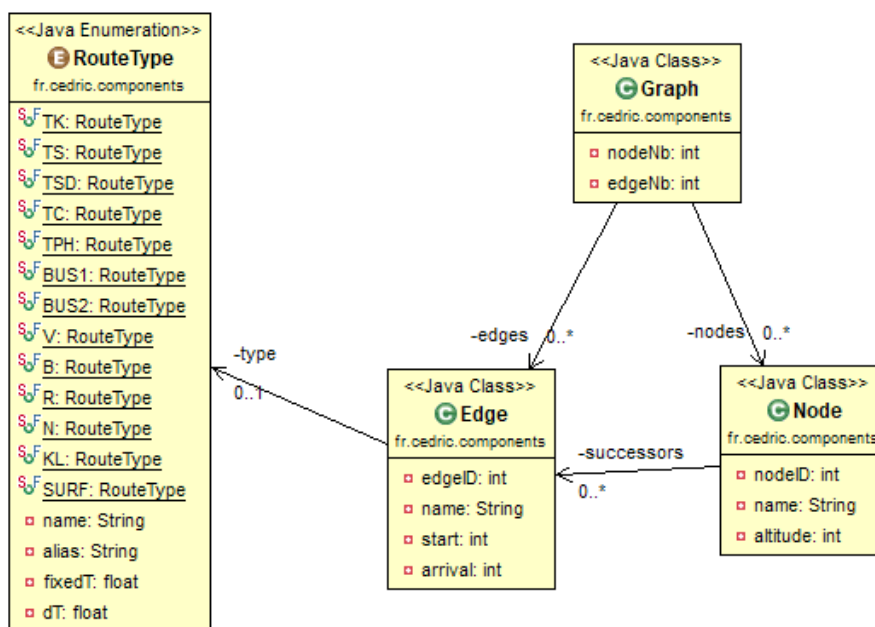 <<Java Enumeration>>
E RouteType
fr.cedric.components
S F TK: RouteType
S F TS: RouteType
S F TSD: RouteType
S F TC: RouteType
S F TPH: RouteType
S F BUS1: RouteType
S F BUS2: RouteType
S F V: RouteType
S F B: RouteType
S F R: RouteType
S F N: RouteType
S F KL: RouteType
S F SURF: RouteType
name: String
alias: String
fixedT: float
dT: float
<<Java Class>>
C Graph
fr.cedric.components
nodeNb: int
edgeNb: int
-edges 0..*
-nodes 0..*
-type
0..1
<<Java Class>>
C Edge
fr.cedric.components
edgeID: int
name: String
start: int
arrival: int
-successors
0..*
<<Java Class>>
C Node
fr.cedric.components
nodeID: int
name: String
altitude: int